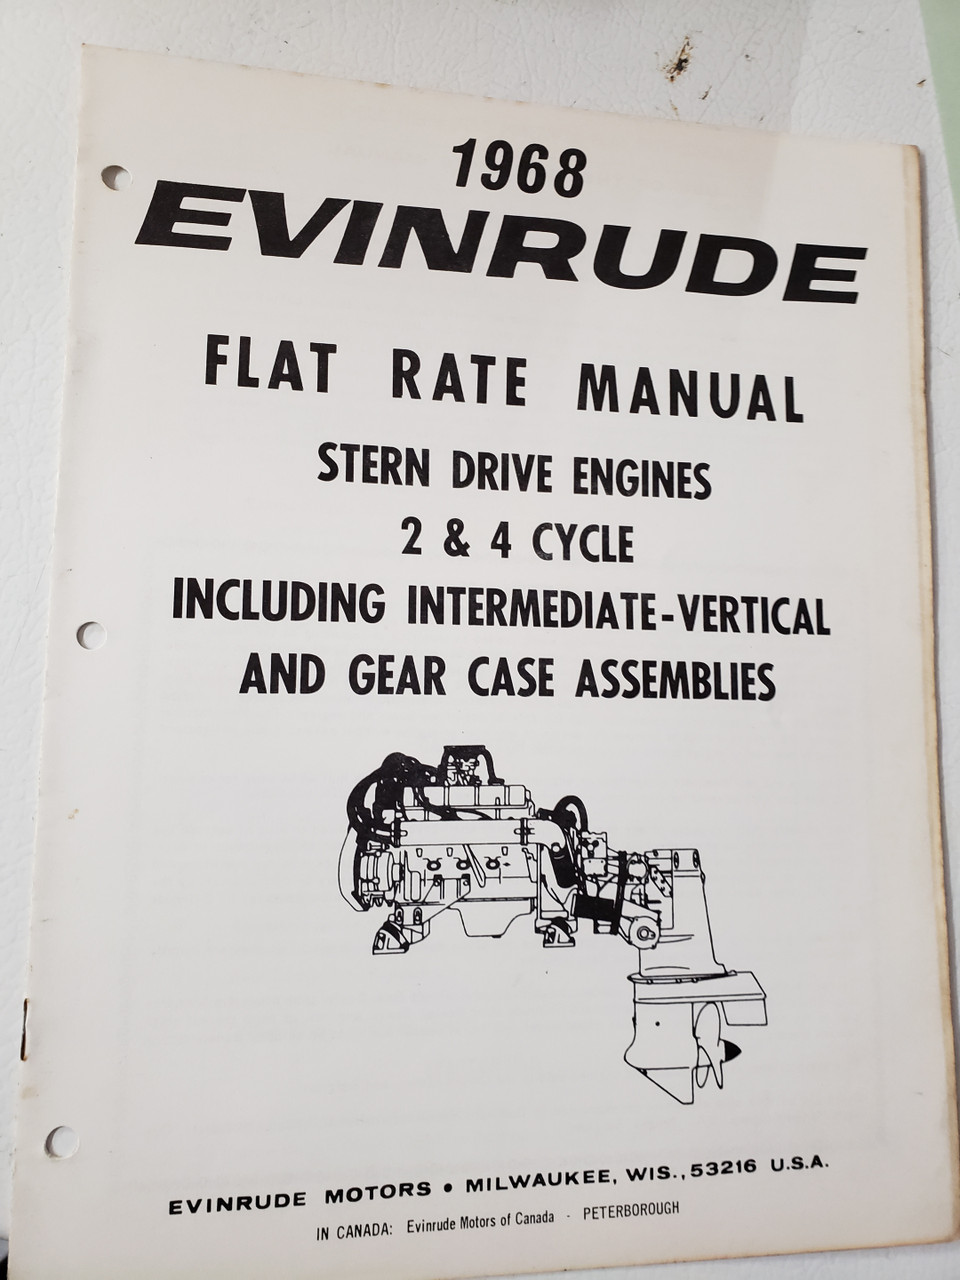 1968
EVINRUDE
FLAT RATE MANUAL
STERN DRIVE ENGINES
2 & 4 CYCLE
INCLUDING INTERMEDIATE-VERTICAL
AND GEAR CASE ASSEMBLIES
EVINRUDE MOTORS • MILWAUKEE, WIS., 53216 U.S.A.
IN CANADA: Evinrude Motors of Canada - PETERBOROUGH